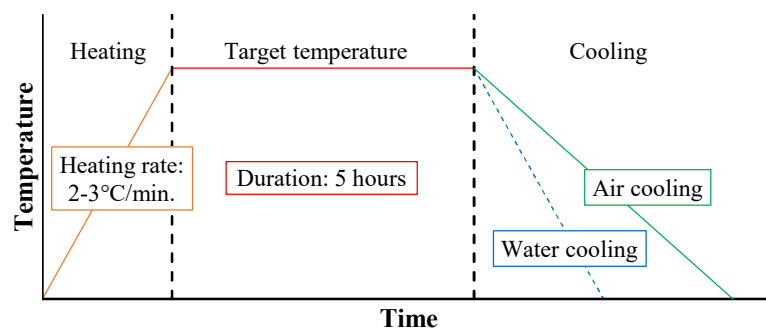 Heating
Target temperature
Cooling
Temperature
Heating rate:
2-3°C/min.
Duration: 5 hours
Air cooling
Water cooling
Time